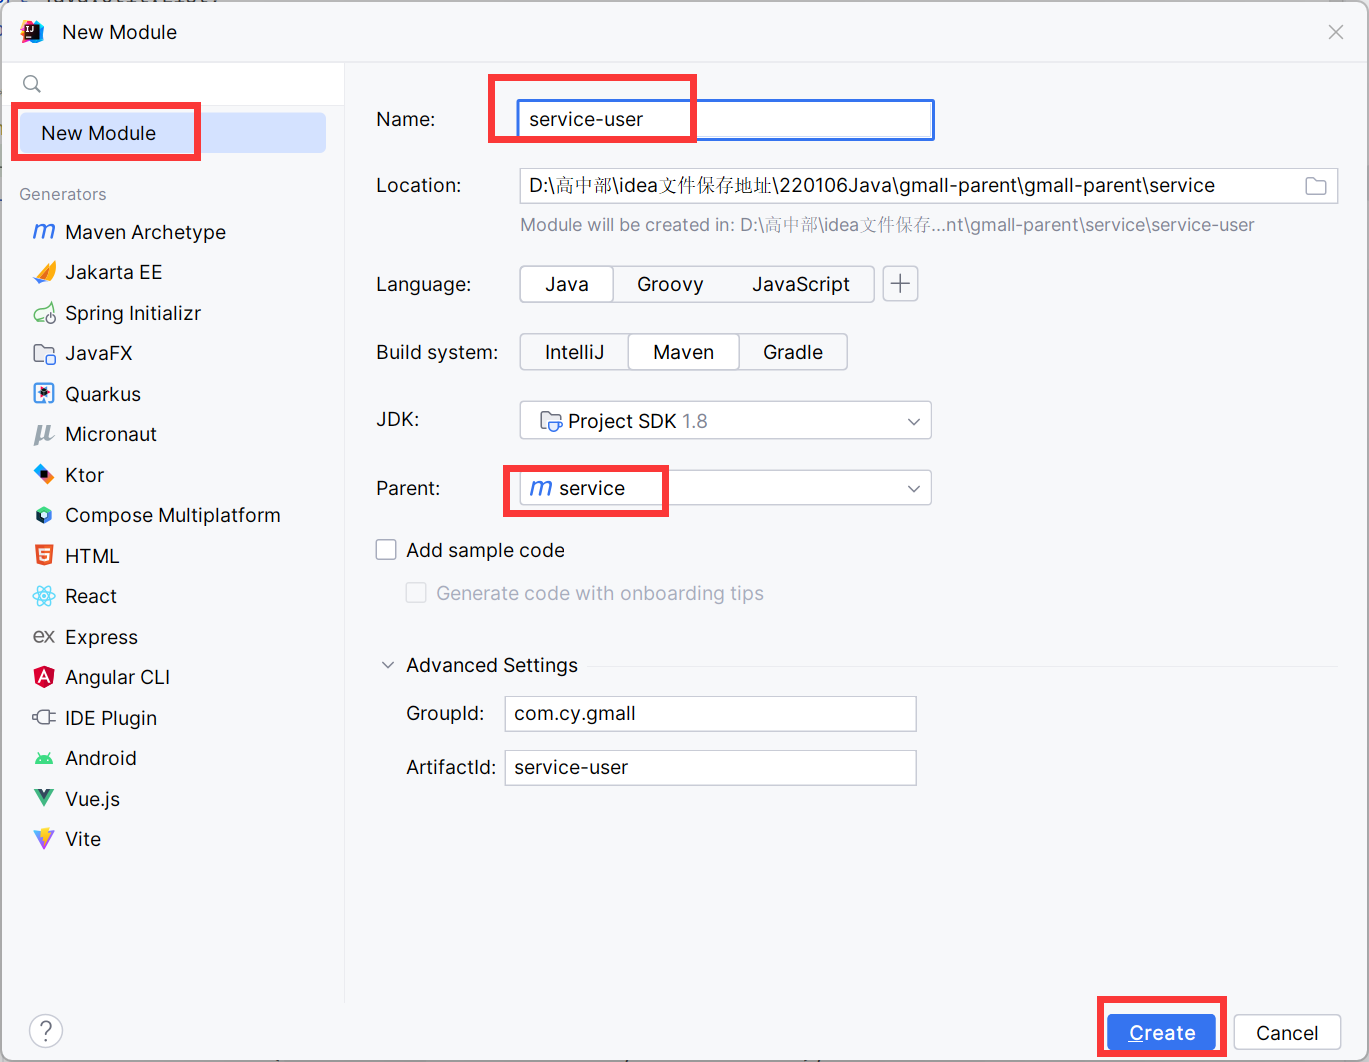 New Module
New Module
Generators
Maven Archetype
Jakarta EE
Spring Initializr
JavaFX
Quarkus
Micronaut
Ktor
Compose Multiplatform
HTML
React
Express
Angular CLI
IDE Plugin
Android
Vue.js
Vite
Name: service-user
Location: D:\高中部\idea文件保存地址\220106Java\gmall-parent\gmall-parent\service
Module will be created in: D:\高中部\idea文件保存...nt\gmall-parent\service\service-user
Language: Java Groovy JavaScript
Build system: IntelliJ Maven Gradle
JDK: Project SDK 1.8
Parent: service
Add sample code
Generate code with onboarding tips
Advanced Settings
GroupId: com.cy.gmall
ArtifactId: service-user
? Create Cancel